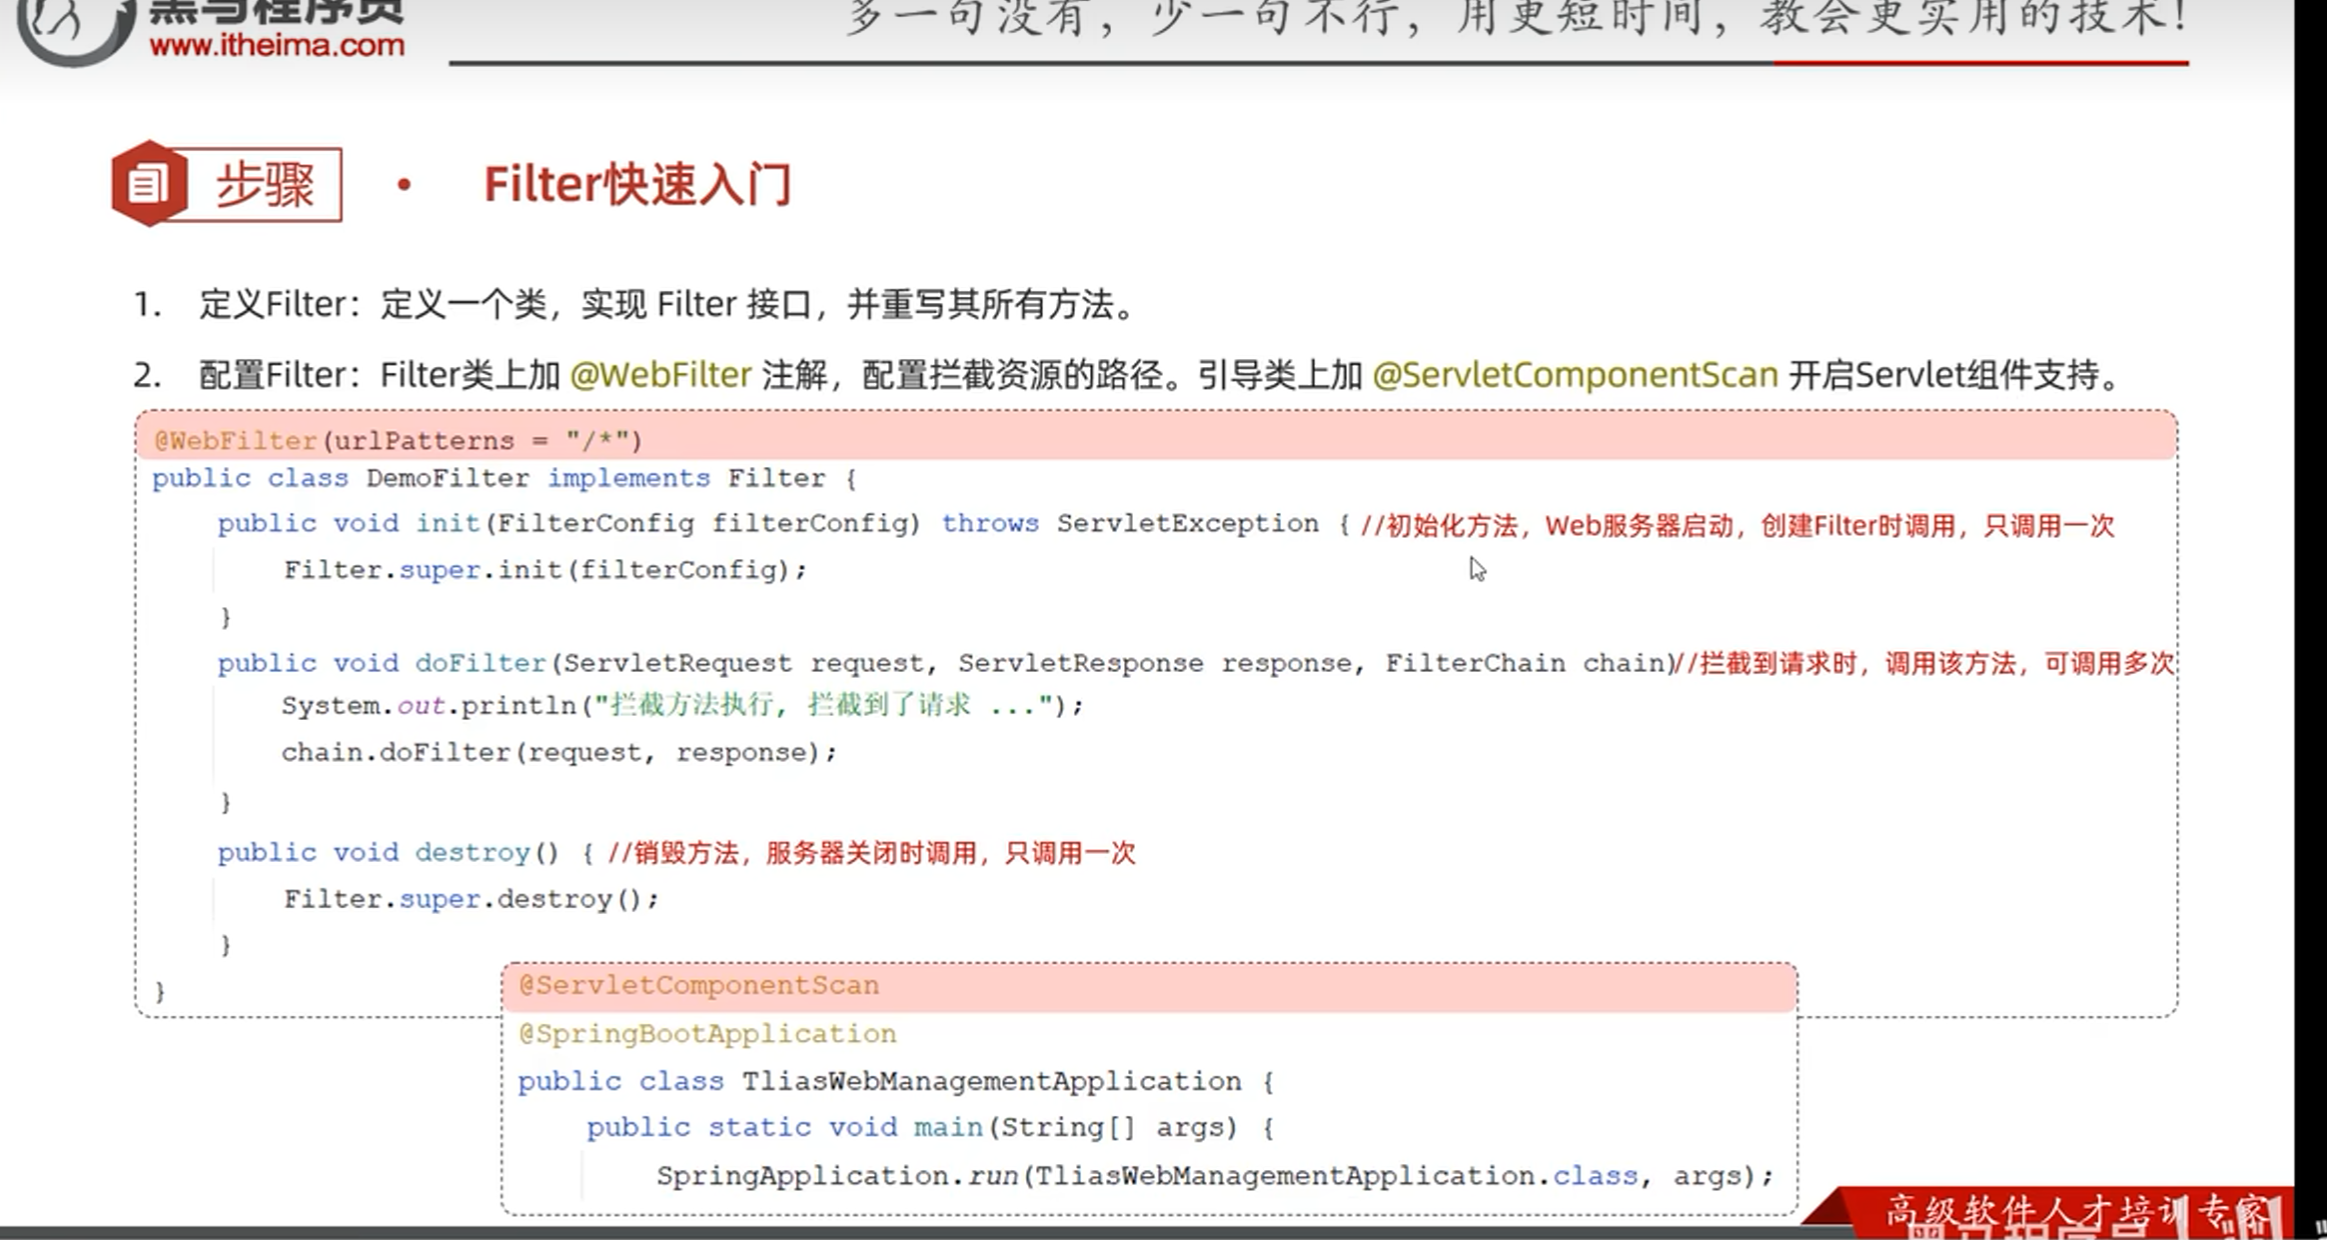 黑马程序员
www.itheima.com
多一句没有，少一句不行，用更短时间，教会更实用的技术！
步骤
• Filter快速入门
1. 定义Filter：定义一个类，实现 Filter 接口，并重写其所有方法。
2. 配置Filter：Filter类上加 @WebFilter 注解，配置拦截资源的路径。引导类上加 @ServletComponentScan 开启Servlet组件支持。
@WebFilter(urlPatterns = "/*")
public class DemoFilter implements Filter {
public void init(FilterConfig filterConfig) throws ServletException { //初始化方法，Web服务器启动，创建Filter时调用，只调用一次
Filter.super.init(filterConfig);
}
public void doFilter(ServletRequest request, ServletResponse response, FilterChain chain)//拦截到请求时，调用该方法，可调用多次
System.out.println("拦截方法执行, 拦截到了请求 ...");
chain.doFilter(request, response);
}
public void destroy() { //销毁方法，服务器关闭时调用，只调用一次
Filter.super.destroy();
}
}
@ServletComponentScan
@SpringBootApplication
public class TliasWebManagementApplication {
public static void main(String[] args) {
SpringApplication.run(TliasWebManagementApplication.class, args);
高级软件人才培训专家